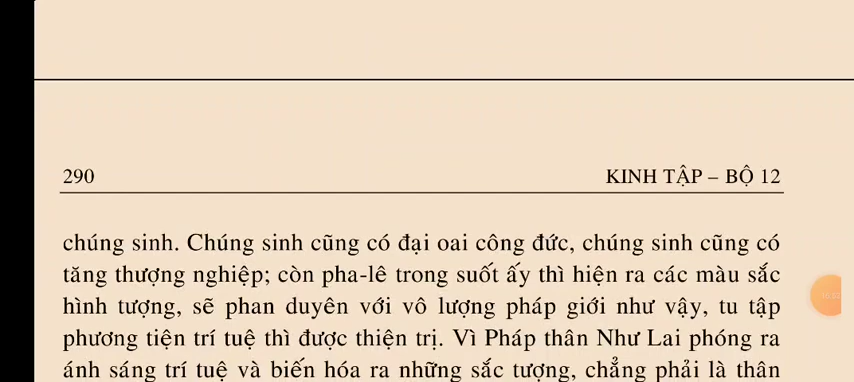 290 KINH TẬP – BỘ 12
chúng sinh. Chúng sinh cũng có đại oai công đức, chúng sinh cũng có
tăng thượng nghiệp; còn pha-lê trong suốt ấy thì hiện ra các màu sắc
hình tượng, sẽ phan duyên với vô lượng pháp giới như vậy, tu tập
phương tiện trí tuệ thì được thiện trị. Vì Pháp thân Như Lai phóng ra
ánh sáng trí tuệ và biến hóa ra những sắc tượng, chẳng phải là thân